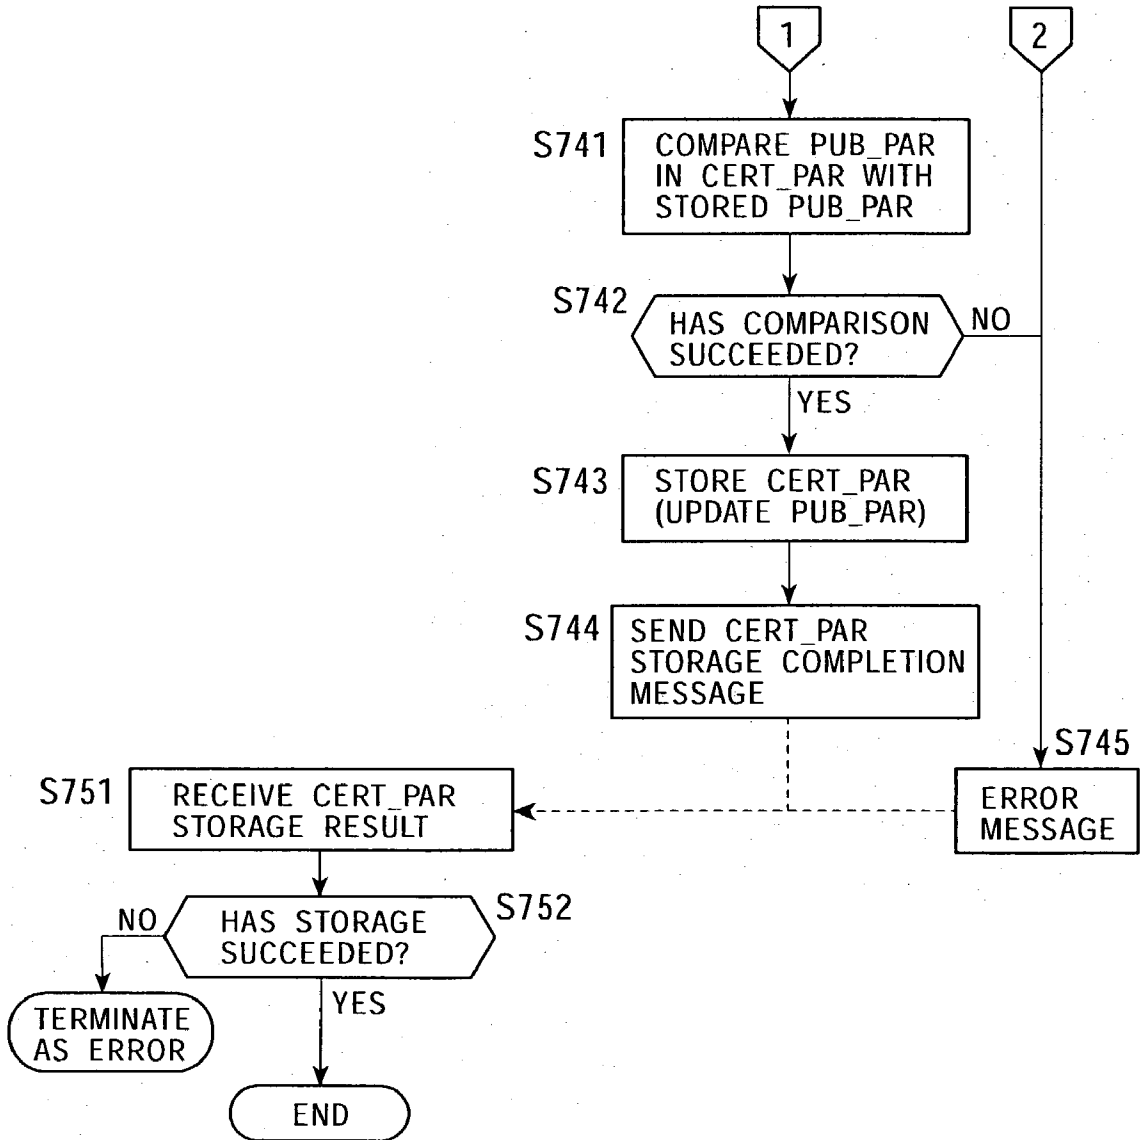 1
2
S741
COMPARE PUB_PAR
IN CERT_PAR WITH
STORED PUB_PAR
S742
HAS COMPARISON
SUCCEEDED?
NO
YES
S743
STORE CERT_PAR
(UPDATE PUB_PAR)
S744
SEND CERT_PAR
STORAGE COMPLETION
MESSAGE
S745
ERROR
MESSAGE
S751
RECEIVE CERT_PAR
STORAGE RESULT
S752
HAS STORAGE
SUCCEEDED?
NO
YES
TERMINATE
AS ERROR
END